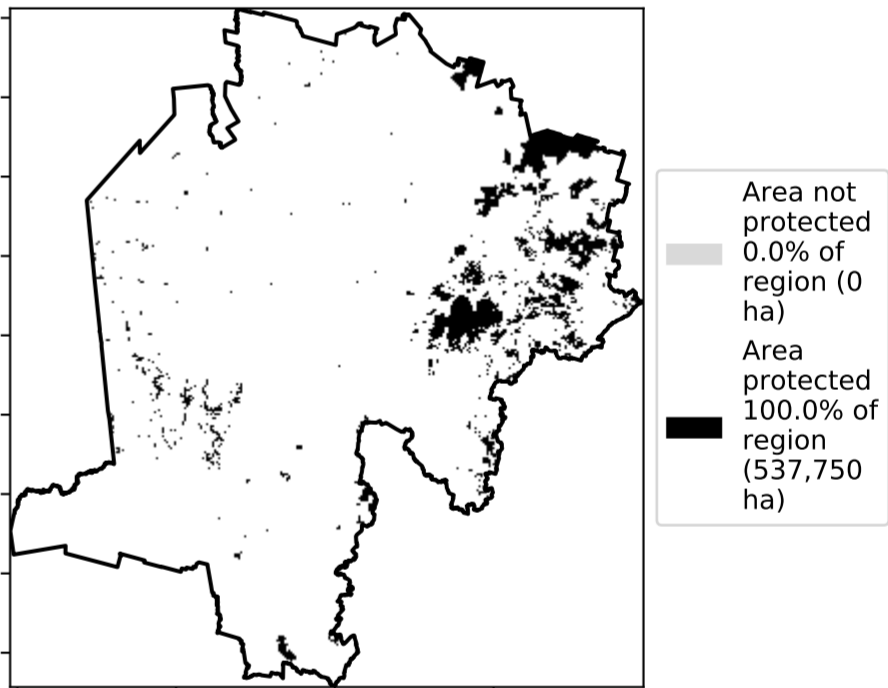 Area not
protected
0.0% of
region (0
ha)
Area
protected
100.0% of
region
(537,750
ha)